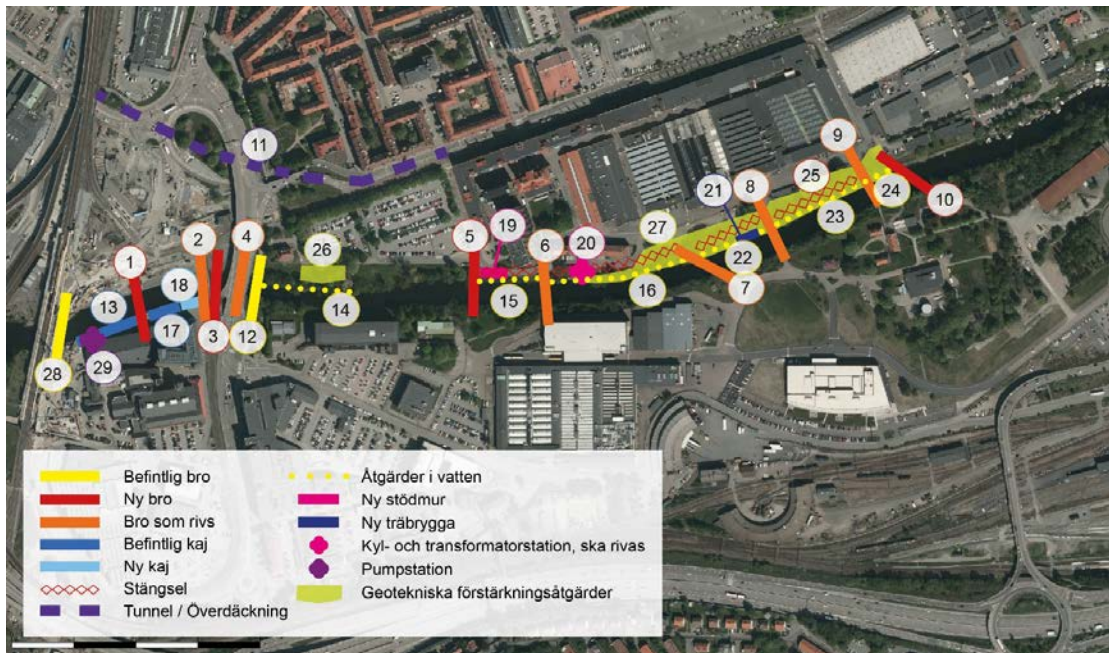 11
9
2
4
26
5
19
6
20
27
21
8
25
24
10
1
13
18
17
3
12
14
15
16
7
22
23
28
29
Befintlig bro
Ny bro
Bro som rivs
Befintlig kaj
Ny kaj
Stängsel
Tunnel / Överdäckning
Åtgärder i vatten
Ny stödmur
Ny träbrygga
Kyl- och transformatorstation, ska rivas
Pumpstation
Geotekniska förstärkningsåtgärder